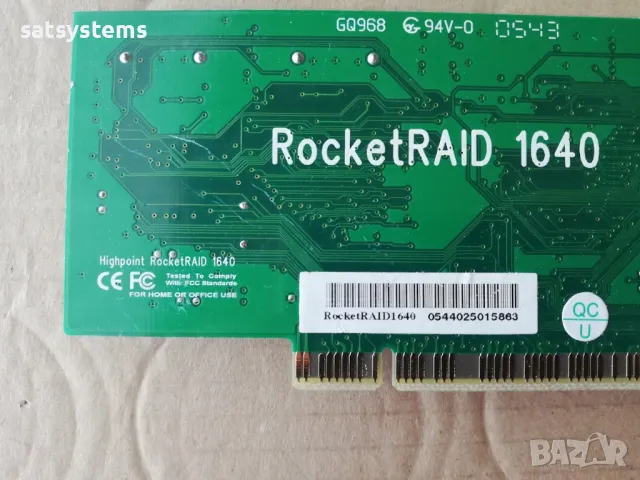 satsystems
GQ968 94V-0 0543
RocketRAID 1640
Highpoint RocketRAID 1640
CE FC Tested To Comply
With FCC Standards
FOR HOME OR OFFICE USE
RocketRAID1640 0544025015863
QC
U
BAZAR